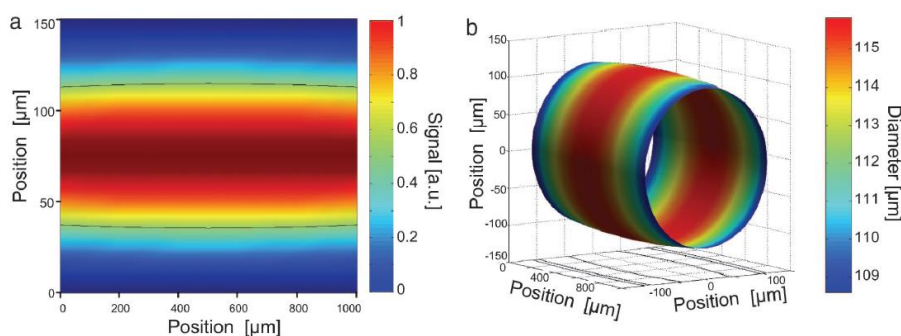 a
150
100
50
0
Position [µm]
0 200 400 600 800 1000
Position [µm]
1
0.8
0.6
0.4
0.2
0
Signal [a.u.]
b
150
100
50
0
-50
-100
-150
Position [µm]
0 400 800
Position [µm]
-100 0 100
Position [µm]
115
114
113
112
111
110
109
Diameter [µm]